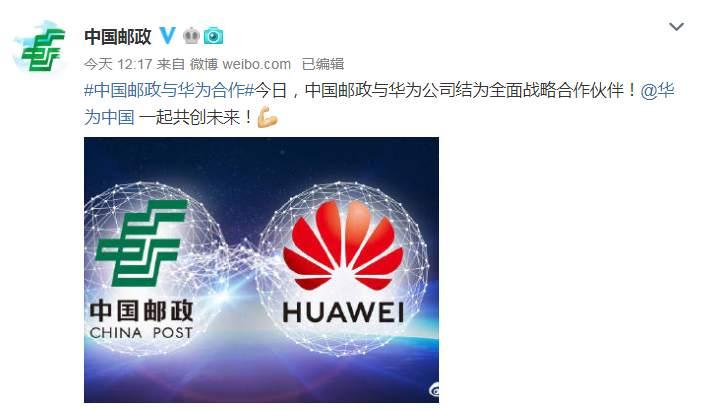 中国邮政
今天 12:17 来自 微博 weibo.com 已编辑
#中国邮政与华为合作#今日，中国邮政与华为公司结为全面战略合作伙伴！@华
为中国 一起共创未来！
中国邮政
CHINA POST
HUAWEI